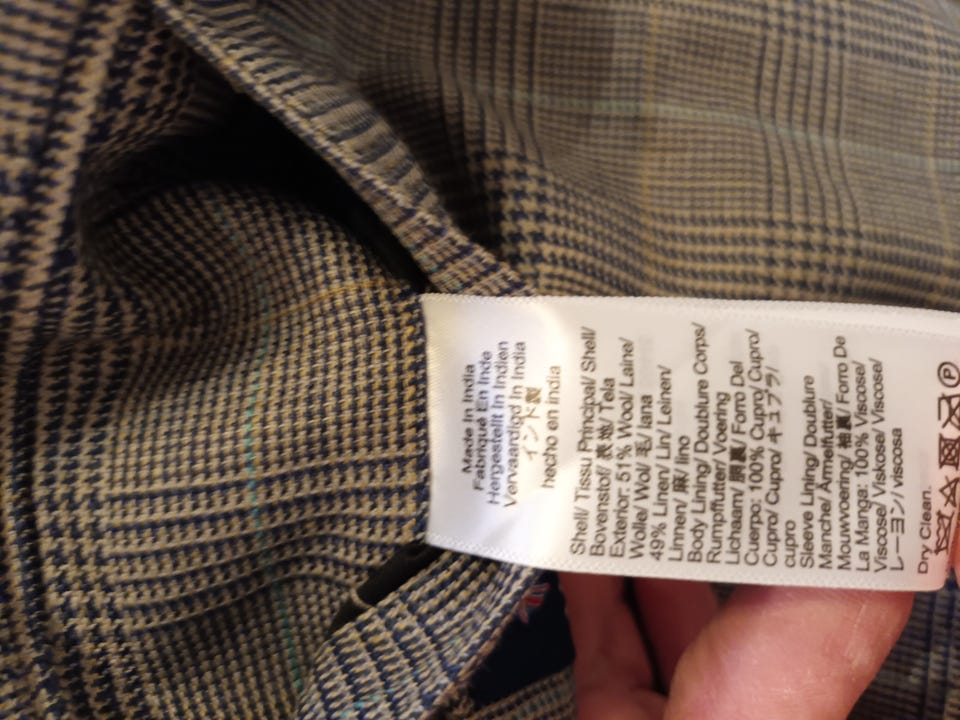 Made In India
Fabriqué En Inde
Hergestellt In Indien
Vervaardigd In India
インド製
hecho en india
Shell/ Tissu Principal/ Shell/
Bovenstof/ 表地/ Tela
Exterior: 51% Wool/ Laine/
Wolle/ Wol/ 毛/ lana
49% Linen/ Lin/ Leinen/
Linnen/ 麻/ lino
Body Lining/ Doublure Corps/
Rumpffutter/ Voering
Lichaam/ 胴裏/ Forro Del
Cuerpo: 100% Cupro/ Cupro/
Cupro/ Cupro/ キュプラ/
cupro
Sleeve Lining/ Doublure
Manche/ Ärmelfutter/
Mouwvoering/ 袖裏/ Forro De
La Manga: 100% Viscose/
Viscose/ Viskose/ Viscose/
レーヨン/ viscosa
Dry Clean.
P